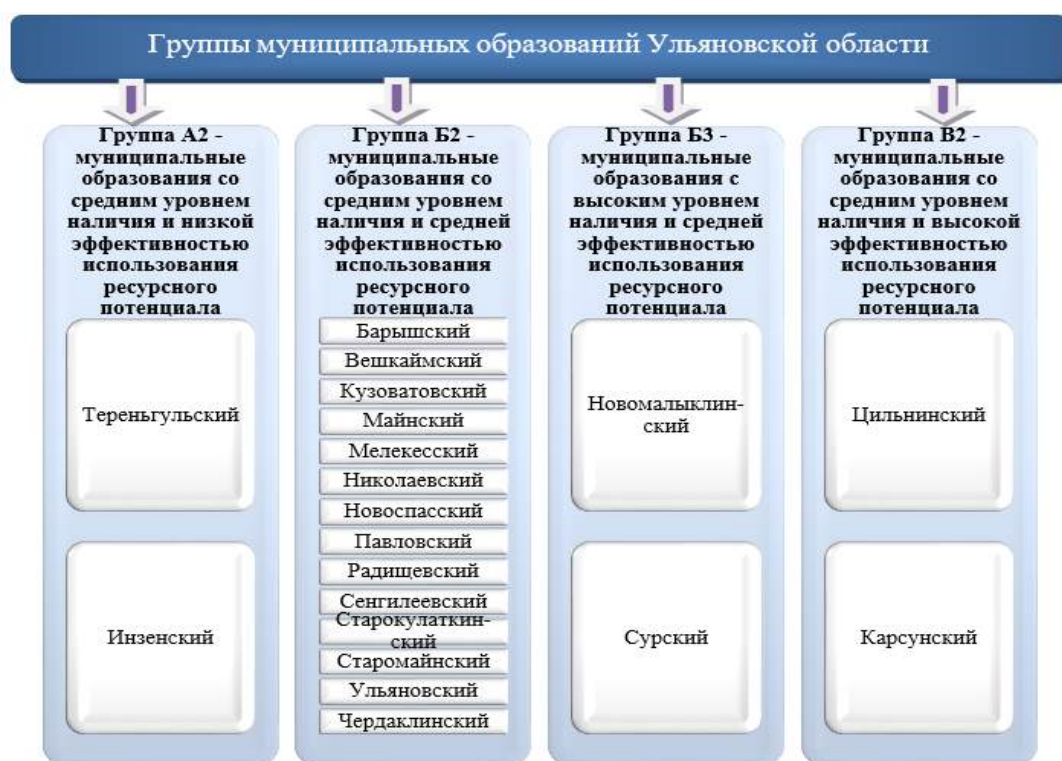 Группы муниципальных образований Ульяновской области
Группа А2 -
муниципальные
образования со
средним уровнем
наличия и низкой
эффективностью
использования
ресурсного
потенциала
Тереньгульский
Инзенский
Группа Б2 -
муниципальные
образования со
средним уровнем
наличия и средней
эффективностью
использования
ресурсного
потенциала
Барышский
Вешкаймский
Кузоватовский
Майнский
Мелекесский
Николаевский
Новоспасский
Павловский
Радищевский
Сенгилеевский
Старокулаткин-
ский
Старомайнский
Ульяновский
Чердаклинский
Группа Б3 -
муниципальные
образования с
высоким уровнем
наличия и средней
эффективностью
использования
ресурсного
потенциала
Новомалыклин-
ский
Сурский
Группа В2 -
муниципальные
образования со
средним уровнем
наличия и высокой
эффективностью
использования
ресурсного
потенциала
Цильнинский
Карсунский